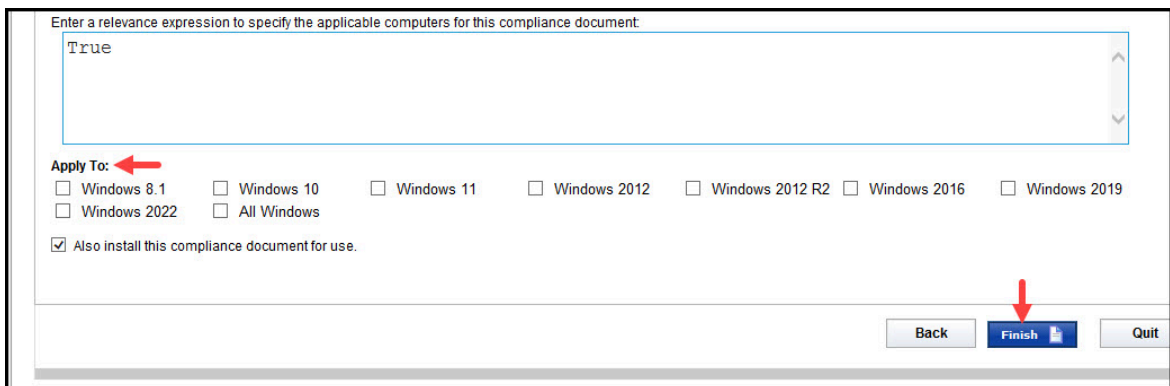 Enter a relevance expression to specify the applicable computers for this compliance document:
True
Apply To:
Windows 8.1 Windows 10 Windows 11 Windows 2012 Windows 2012 R2 Windows 2016 Windows 2019
Windows 2022 All Windows
Also install this compliance document for use.
Back Finish Quit